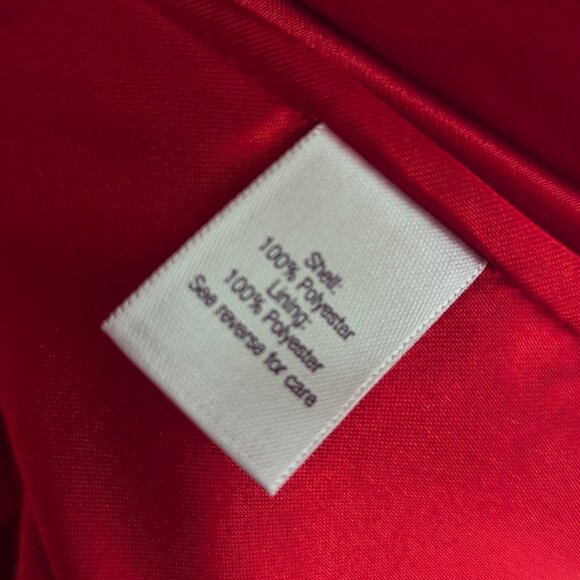 Shell:
100% Polyester
Lining:
100% Polyester
See reverse for care